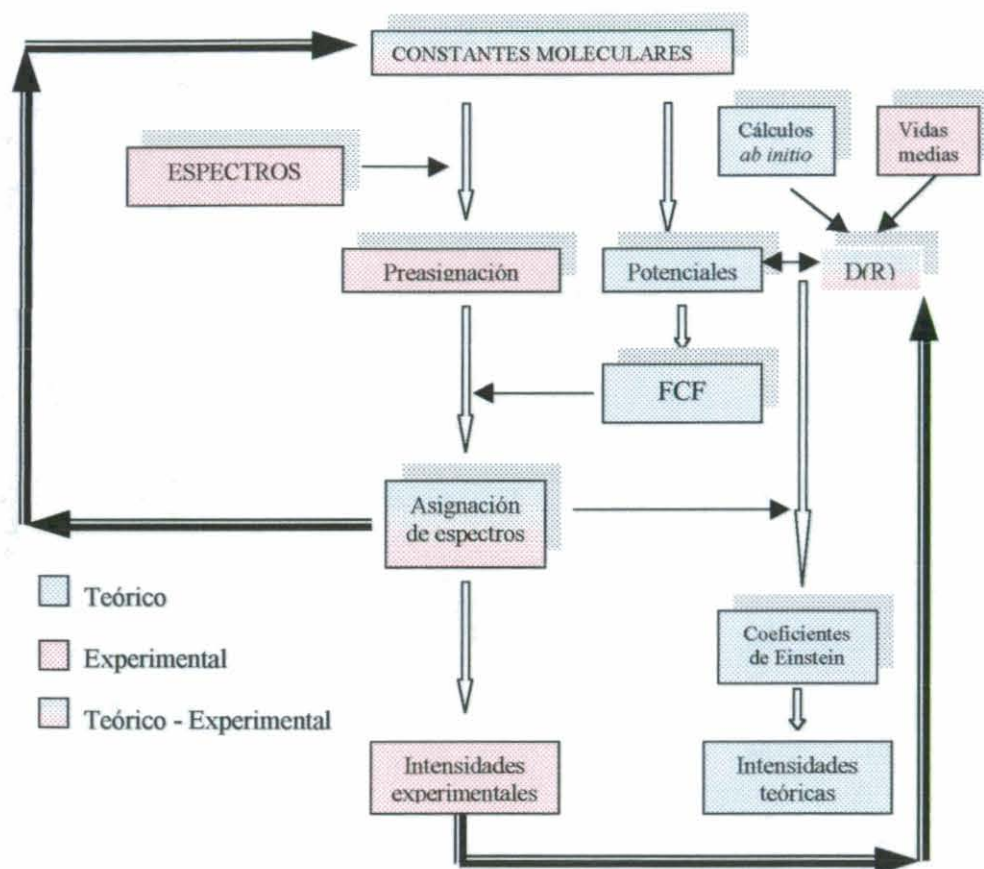 CONSTANTES MOLECULARES
Cálculos
ab initio
Vidas
medias
ESPECTROS
Preasignación
Potenciales
D(R)
FCF
Asignación
de espectros
Teórico
Experimental
Teórico - Experimental
Coeficientes
de Einstein
Intensidades
experimentales
Intensidades
teóricas